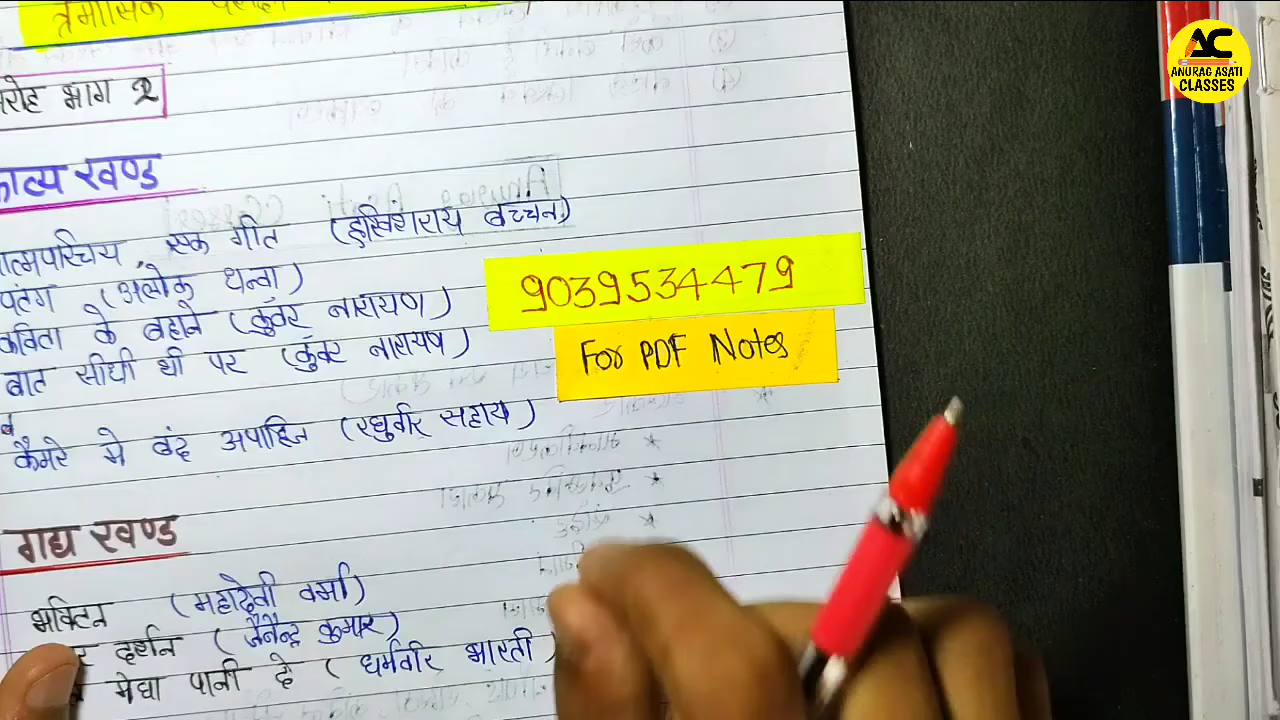 त्रैमासिक
भाग 2
काव्य खण्ड
आत्मपरिचय, एक गीत (हरिवंशराय बच्चन)
पतंग (अलोक धन्वा)
कविता के बहाने (कुंवर नारायण)
बात सीधी थी पर (कुंवर नारायण)
कैमरे मे बंद अपाहिज (रघुवीर सहाय)
9039534479
For PDF Notes
गद्य खण्ड
भक्तिन (महादेवी वर्मा)
दर्शन (जैनेन्द्र कुमार)
मेघा पानी दे (धर्मवीर भारती)
AC
ANURAG ASATI
CLASSES